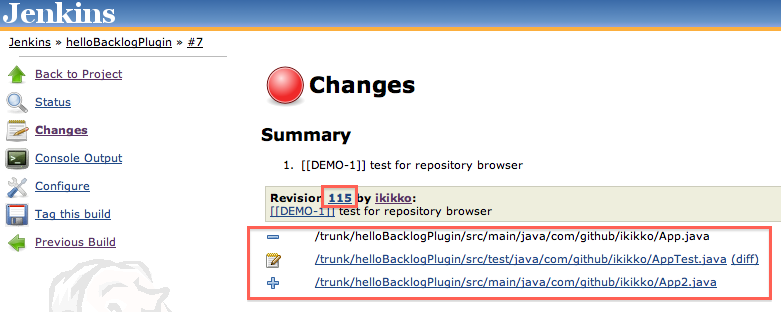 Jenkins
Jenkins » helloBacklogPlugin » #7
Back to Project
Status
Changes
Console Output
Configure
Tag this build
Previous Build
Changes
Summary
1. [[DEMO-1]] test for repository browser
Revision 115 by ikikko:
[[DEMO-1]] test for repository browser
/trunk/helloBacklogPlugin/src/main/java/com/github/ikikko/App.java
/trunk/helloBacklogPlugin/src/test/java/com/github/ikikko/AppTest.java (diff)
/trunk/helloBacklogPlugin/src/main/java/com/github/ikikko/App2.java